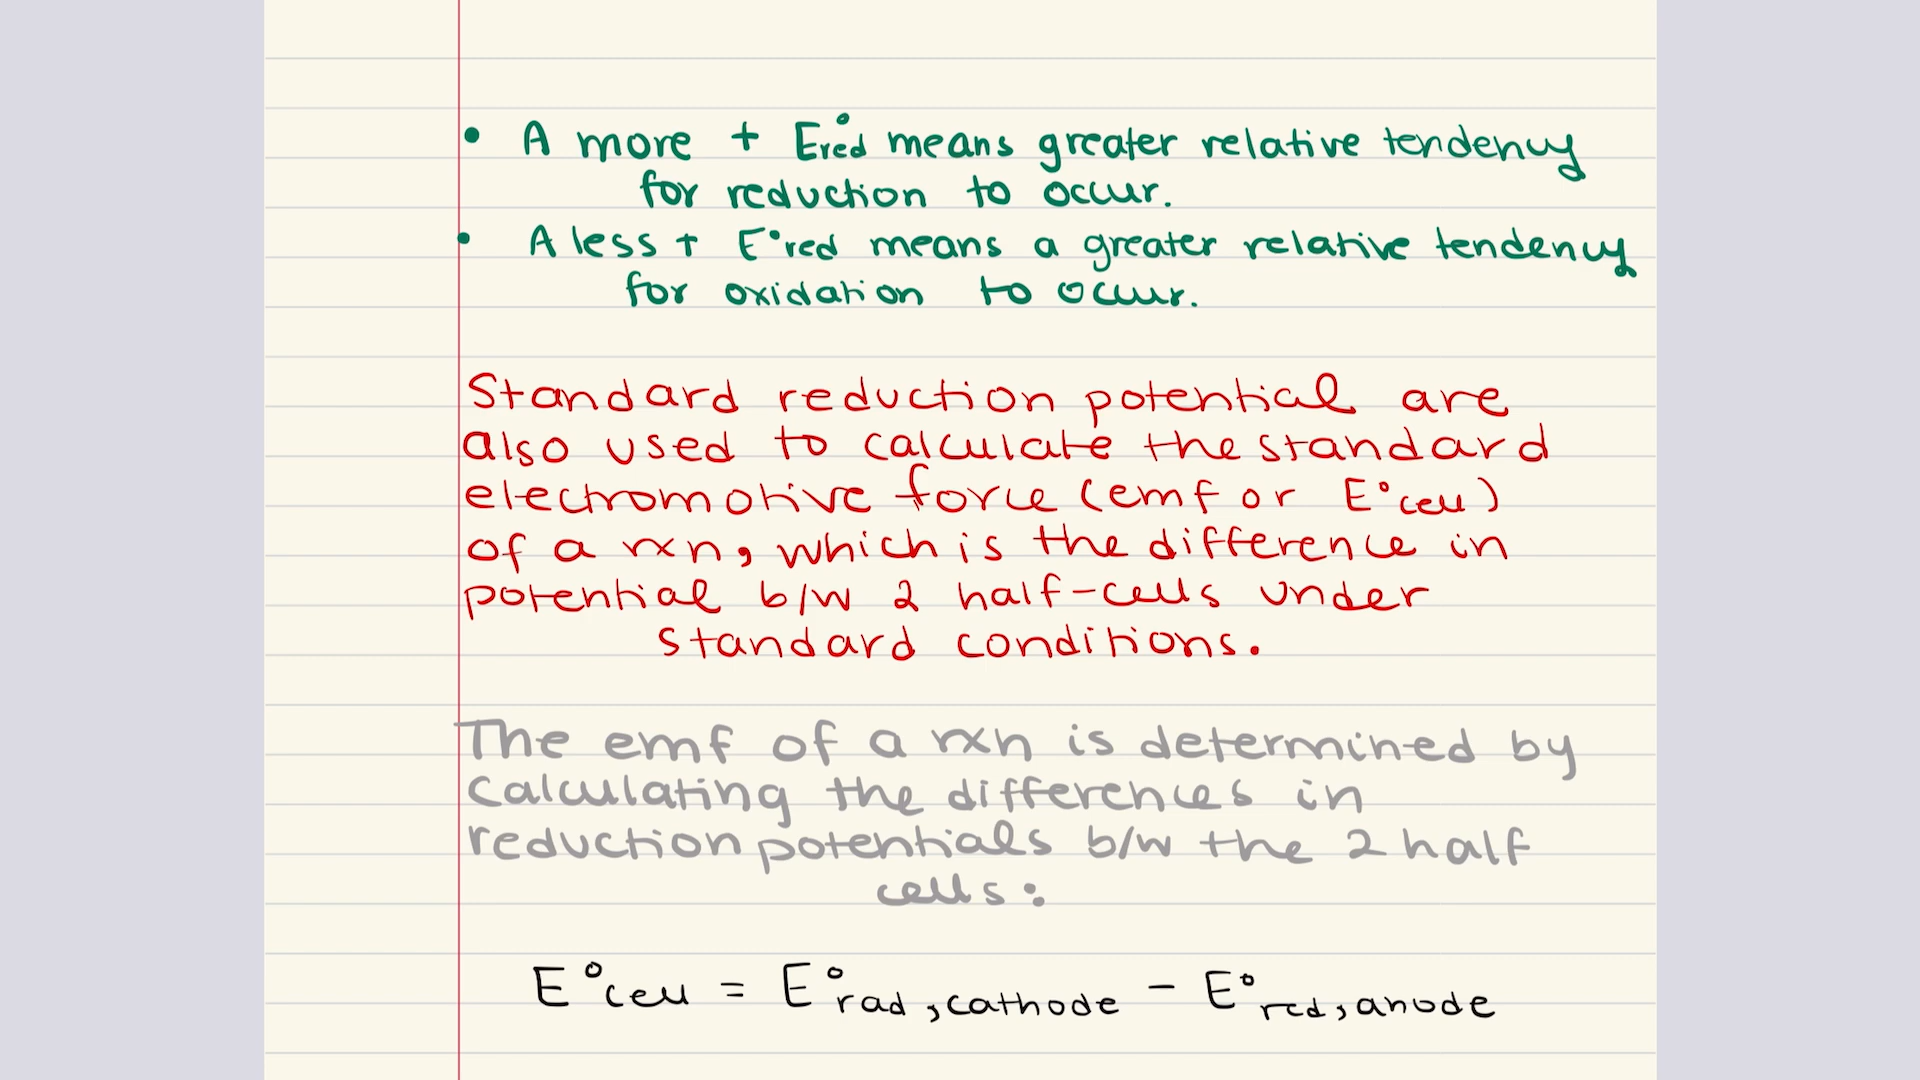 • A more + E°red means greater relative tendency
for reduction to occur.
• A less + E°red means a greater relative tendency
for oxidation to occur.
Standard reduction potential are
also used to calculate the standard
electromotive force (emf or E°cell)
of a rxn, which is the difference in
potential b/w 2 half-cells under
standard conditions.
The emf of a rxn is determined by
calculating the differences in
reduction potentials b/w the 2 half
cells:
E°cell = E°rad, cathode - E°red, anode